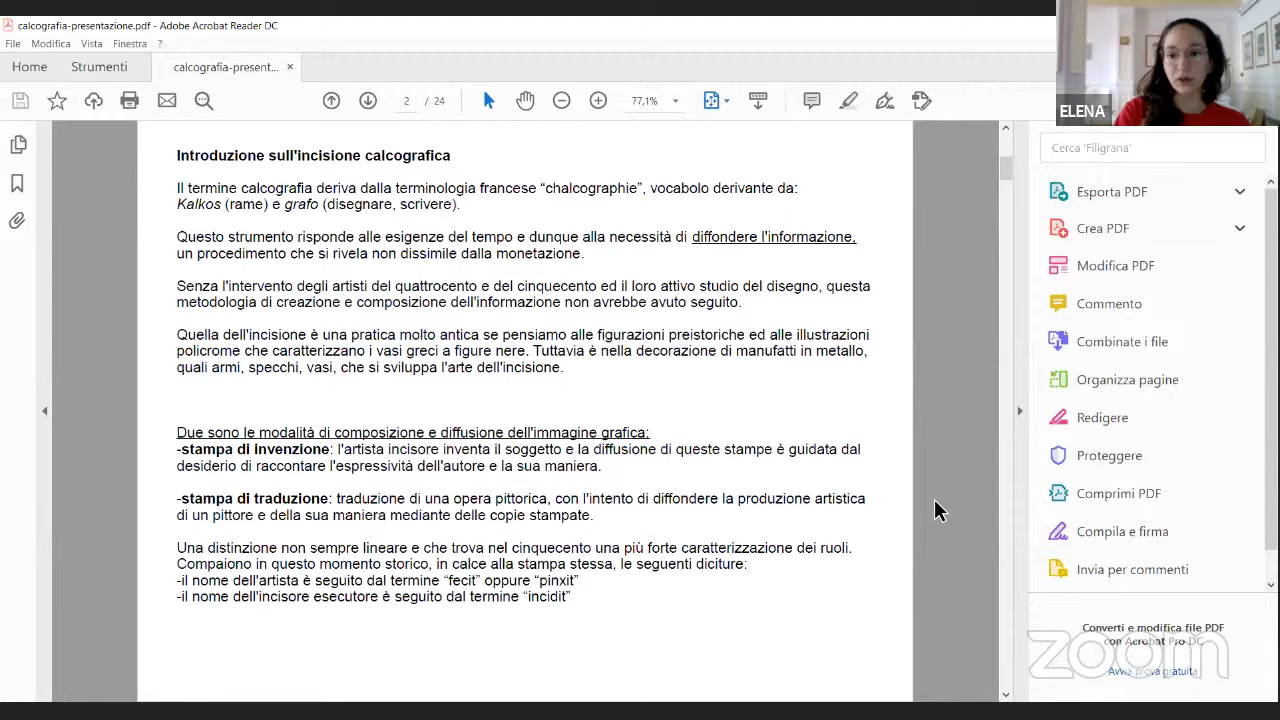 calcografia-presentazione.pdf - Adobe Acrobat Reader DC
File Modifica Vista Finestra ?
Home Strumenti calcografia-present... ×
2 / 24 77,1%
ELENA
Cerca 'Filigrana'
Introduzione sull'incisione calcografica
Il termine calcografia deriva dalla terminologia francese “chalcographie”, vocabolo derivante da:
Kalkos (rame) e grafo (disegnare, scrivere).
Questo strumento risponde alle esigenze del tempo e dunque alla necessità di diffondere l'informazione,
un procedimento che si rivela non dissimile dalla monetazione.
Senza l'intervento degli artisti del quattrocento e del cinquecento ed il loro attivo studio del disegno, questa
metodologia di creazione e composizione dell'informazione non avrebbe avuto seguito.
Quella dell'incisione è una pratica molto antica se pensiamo alle figurazioni preistoriche ed alle illustrazioni
policrome che caratterizzano i vasi greci a figure nere. Tuttavia è nella decorazione di manufatti in metallo,
quali armi, specchi, vasi, che si sviluppa l'arte dell'incisione.
Due sono le modalità di composizione e diffusione dell'immagine grafica:
-stampa di invenzione: l'artista incisore inventa il soggetto e la diffusione di queste stampe è guidata dal
desiderio di raccontare l'espressività dell'autore e la sua maniera.
-stampa di traduzione: traduzione di una opera pittorica, con l'intento di diffondere la produzione artistica
di un pittore e della sua maniera mediante delle copie stampate.
Una distinzione non sempre lineare e che trova nel cinquecento una più forte caratterizzazione dei ruoli.
Compaiono in questo momento storico, in calce alla stampa stessa, le seguenti diciture:
-il nome dell'artista è seguito dal termine “fecit” oppure “pinxit”
-il nome dell'incisore esecutore è seguito dal termine “incidit”
Esporta PDF
Crea PDF
Modifica PDF
Commento
Combinate i file
Organizza pagine
Redigere
Proteggere
Comprimi PDF
Compila e firma
Invia per commenti
Converti e modifica file PDF
con Acrobat Pro DC
Avvia prova gratuita
zoom